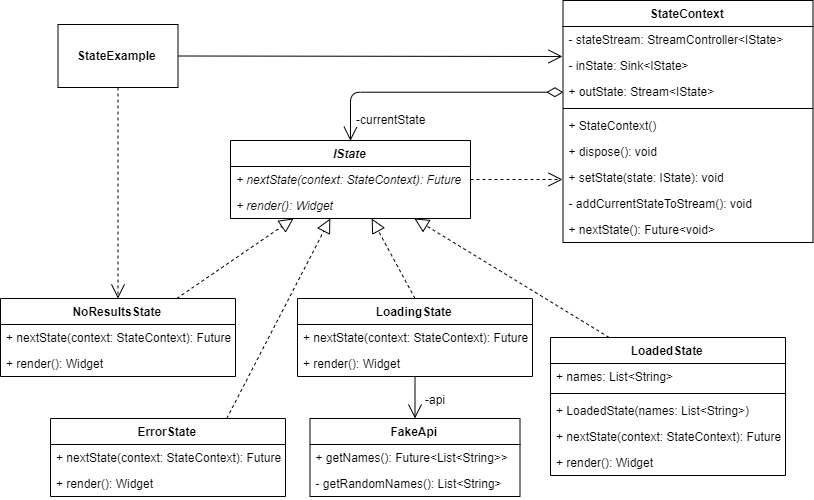 StateContext
- stateStream: StreamController<IState>
- inState: Sink<IState>
+ outState: Stream<IState>
+ StateContext()
+ dispose(): void
+ setState(state: IState): void
- addCurrentStateToStream(): void
+ nextState(): Future<void>
StateExample
-currentState
IState
+ nextState(context: StateContext): Future
+ render(): Widget
NoResultsState
+ nextState(context: StateContext): Future
+ render(): Widget
LoadingState
+ nextState(context: StateContext): Future
+ render(): Widget
LoadedState
+ names: List<String>
+ LoadedState(names: List<String>)
+ nextState(context: StateContext): Future
+ render(): Widget
-api
ErrorState
+ nextState(context: StateContext): Future
+ render(): Widget
FakeApi
+ getNames(): Future<List<String>>
- getRandomNames(): List<String>